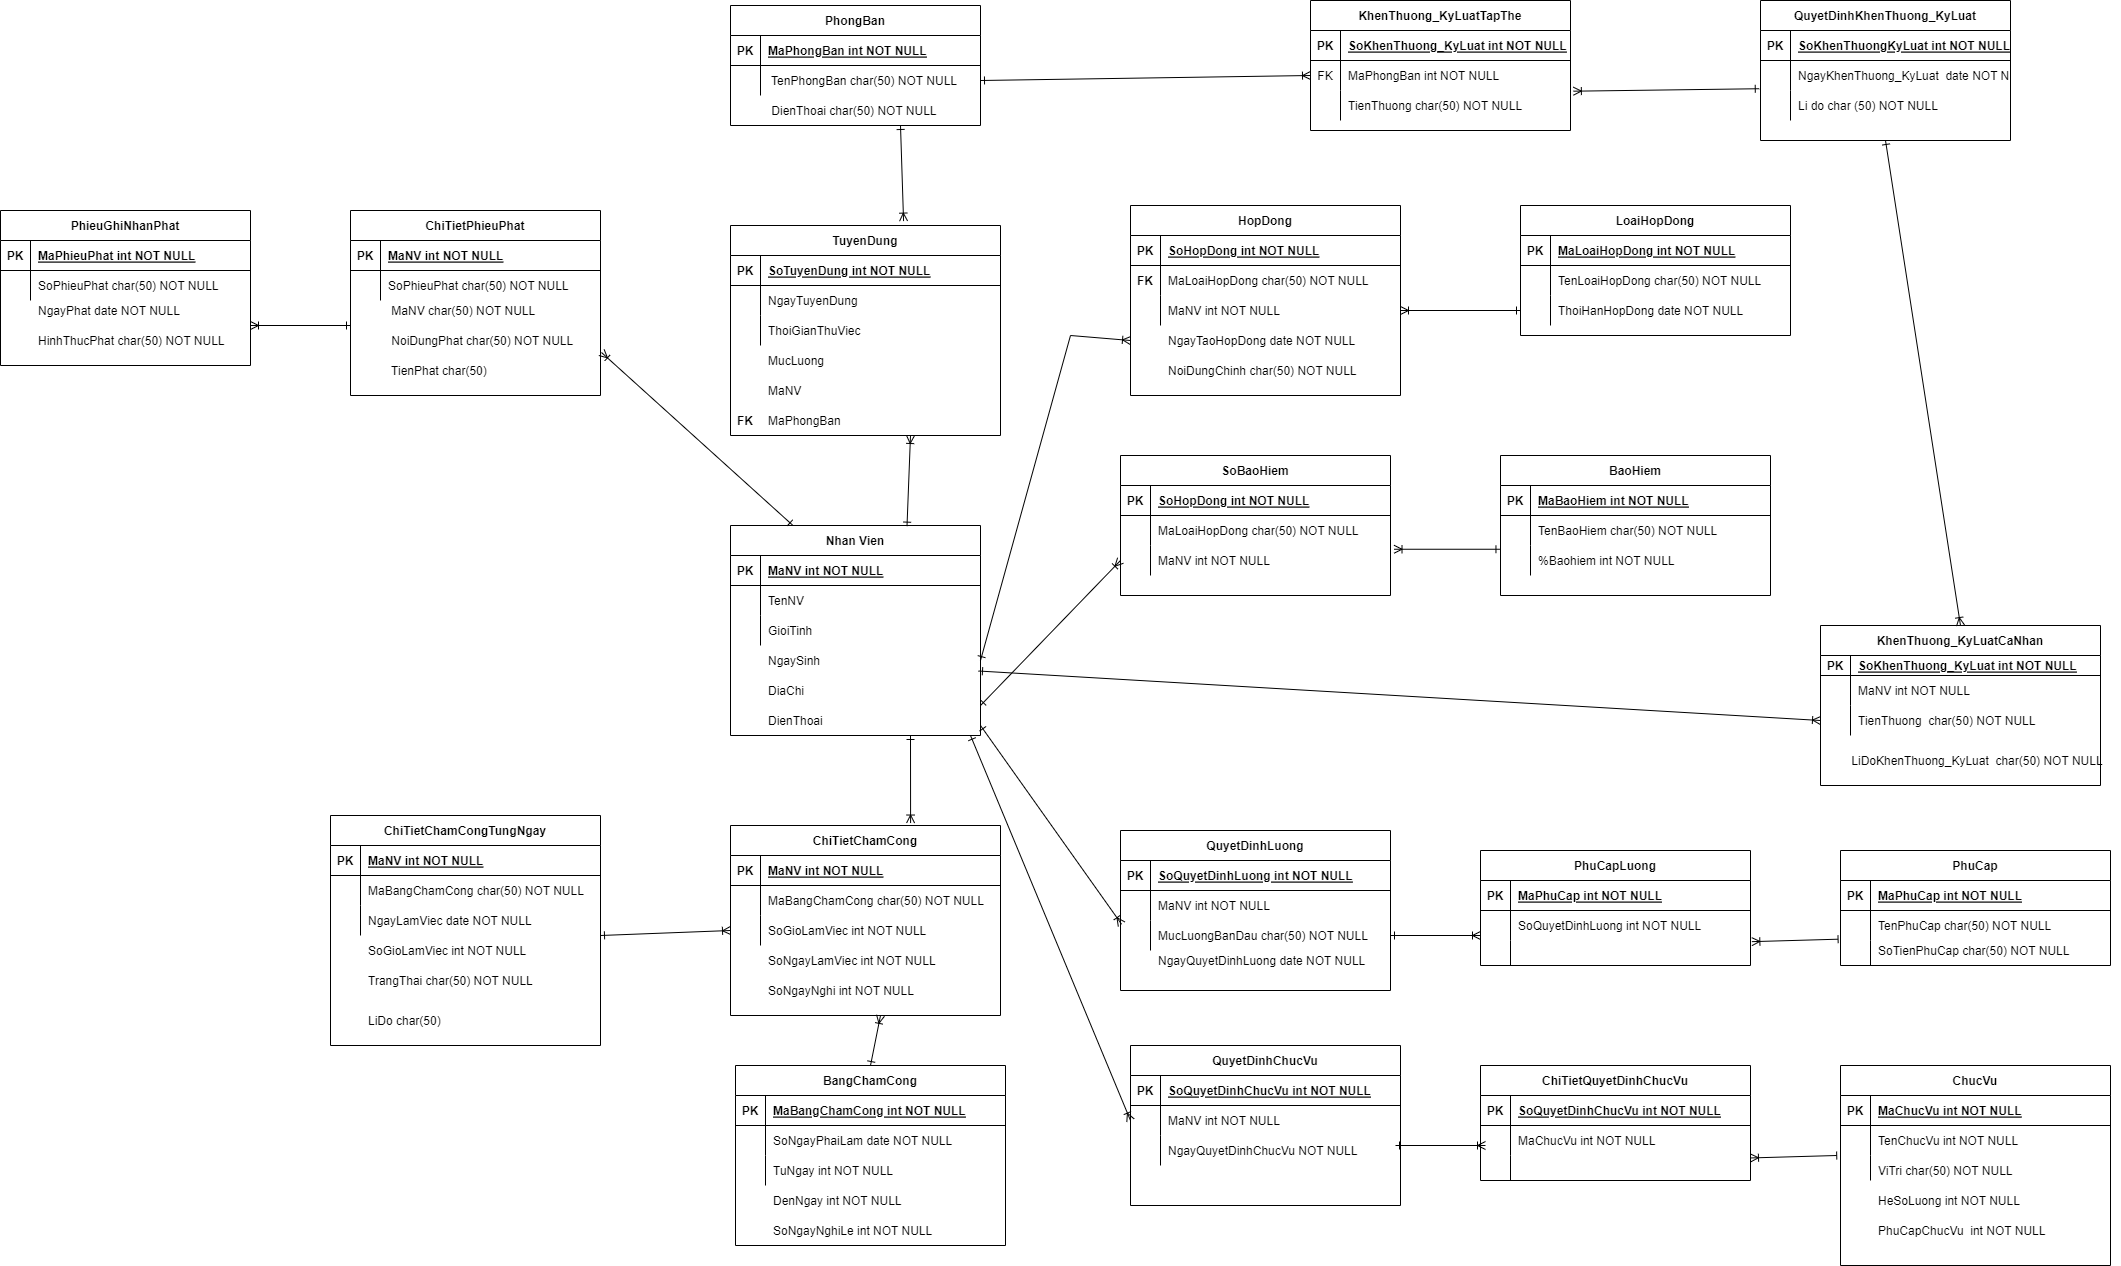 PhongBan
PK MaPhongBan int NOT NULL
TenPhongBan char(50) NOT NULL
DienThoai char(50) NOT NULL
KhenThuong_KyLuatTapThe
PK SoKhenThuong_KyLuat int NOT NULL
FK MaPhongBan int NOT NULL
TienThuong char(50) NOT NULL
QuyetDinhKhenThuong_KyLuat
PK SoKhenThuongKyLuat int NOT NULL
NgayKhenThuong_KyLuat date NOT N
Li do char (50) NOT NULL
PhieuGhiNhanPhat
PK MaPhieuPhat int NOT NULL
SoPhieuPhat char(50) NOT NULL
NgayPhat date NOT NULL
HinhThucPhat char(50) NOT NULL
ChiTietPhieuPhat
PK MaNV int NOT NULL
SoPhieuPhat char(50) NOT NULL
MaNV char(50) NOT NULL
NoiDungPhat char(50) NOT NULL
TienPhat char(50)
TuyenDung
PK SoTuyenDung int NOT NULL
NgayTuyenDung
ThoiGianThuViec
MucLuong
MaNV
FK MaPhongBan
HopDong
PK SoHopDong int NOT NULL
FK MaLoaiHopDong char(50) NOT NULL
MaNV int NOT NULL
NgayTaoHopDong date NOT NULL
NoiDungChinh char(50) NOT NULL
LoaiHopDong
PK MaLoaiHopDong int NOT NULL
TenLoaiHopDong char(50) NOT NULL
ThoiHanHopDong date NOT NULL
SoBaoHiem
PK SoHopDong int NOT NULL
MaLoaiHopDong char(50) NOT NULL
MaNV int NOT NULL
BaoHiem
PK MaBaoHiem int NOT NULL
TenBaoHiem char(50) NOT NULL
%Baohiem int NOT NULL
Nhan Vien
PK MaNV int NOT NULL
TenNV
GioiTinh
NgaySinh
DiaChi
DienThoai
KhenThuong_KyLuatCaNhan
PK SoKhenThuong_KyLuat int NOT NULL
MaNV int NOT NULL
TienThuong char(50) NOT NULL
LiDoKhenThuong_KyLuat char(50) NOT NULL
ChiTietChamCongTungNgay
PK MaNV int NOT NULL
MaBangChamCong char(50) NOT NULL
NgayLamViec date NOT NULL
SoGioLamViec int NOT NULL
TrangThai char(50) NOT NULL
LiDo char(50)
ChiTietChamCong
PK MaNV int NOT NULL
MaBangChamCong char(50) NOT NULL
SoGioLamViec int NOT NULL
SoNgayLamViec int NOT NULL
SoNgayNghi int NOT NULL
QuyetDinhLuong
PK SoQuyetDinhLuong int NOT NULL
MaNV int NOT NULL
MucLuongBanDau char(50) NOT NULL
NgayQuyetDinhLuong date NOT NULL
PhuCapLuong
PK MaPhuCap int NOT NULL
SoQuyetDinhLuong int NOT NULL
PhuCap
PK MaPhuCap int NOT NULL
TenPhuCap char(50) NOT NULL
SoTienPhuCap char(50) NOT NULL
BangChamCong
PK MaBangChamCong int NOT NULL
SoNgayPhaiLam date NOT NULL
TuNgay int NOT NULL
DenNgay int NOT NULL
SoNgayNghiLe int NOT NULL
QuyetDinhChucVu
PK SoQuyetDinhChucVu int NOT NULL
MaNV int NOT NULL
NgayQuyetDinhChucVu NOT NULL
ChiTietQuyetDinhChucVu
PK SoQuyetDinhChucVu int NOT NULL
MaChucVu int NOT NULL
ChucVu
PK MaChucVu int NOT NULL
TenChucVu int NOT NULL
ViTri char(50) NOT NULL
HeSoLuong int NOT NULL
PhuCapChucVu int NOT NULL